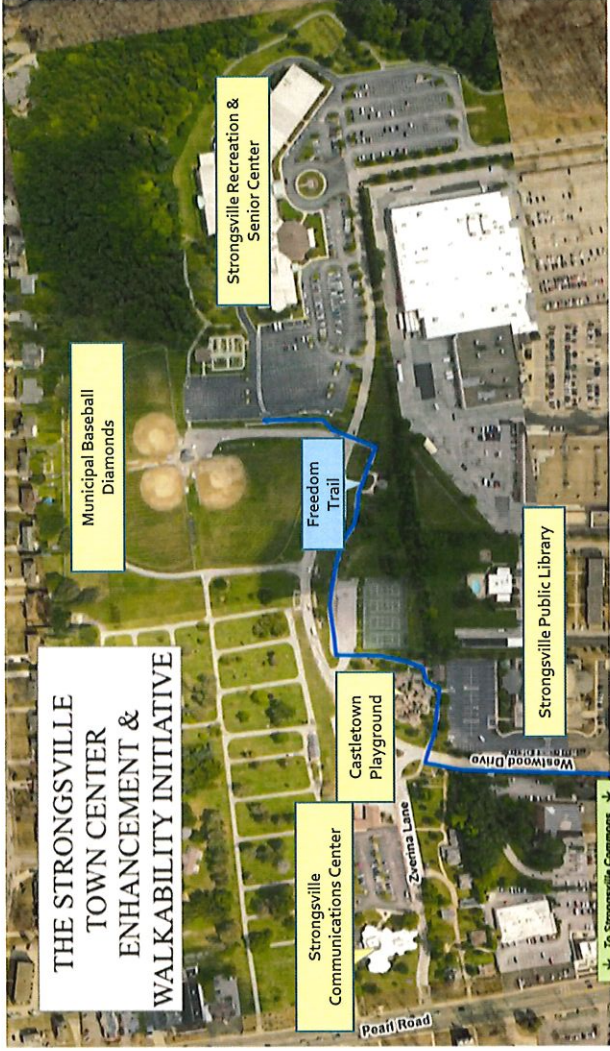 THE STRONGSVILLE
TOWN CENTER
ENHANCEMENT &
WALKABILITY INITIATIVE
Municipal Baseball
Diamonds
Strongsville Recreation &
Senior Center
Freedom
Trail
Castletown
Playground
Strongsville
Communications Center
Strongsville Public Library
Zverina Lane
Westwood Drive
Pearl Road
↓ To Strongsville Commons ↓